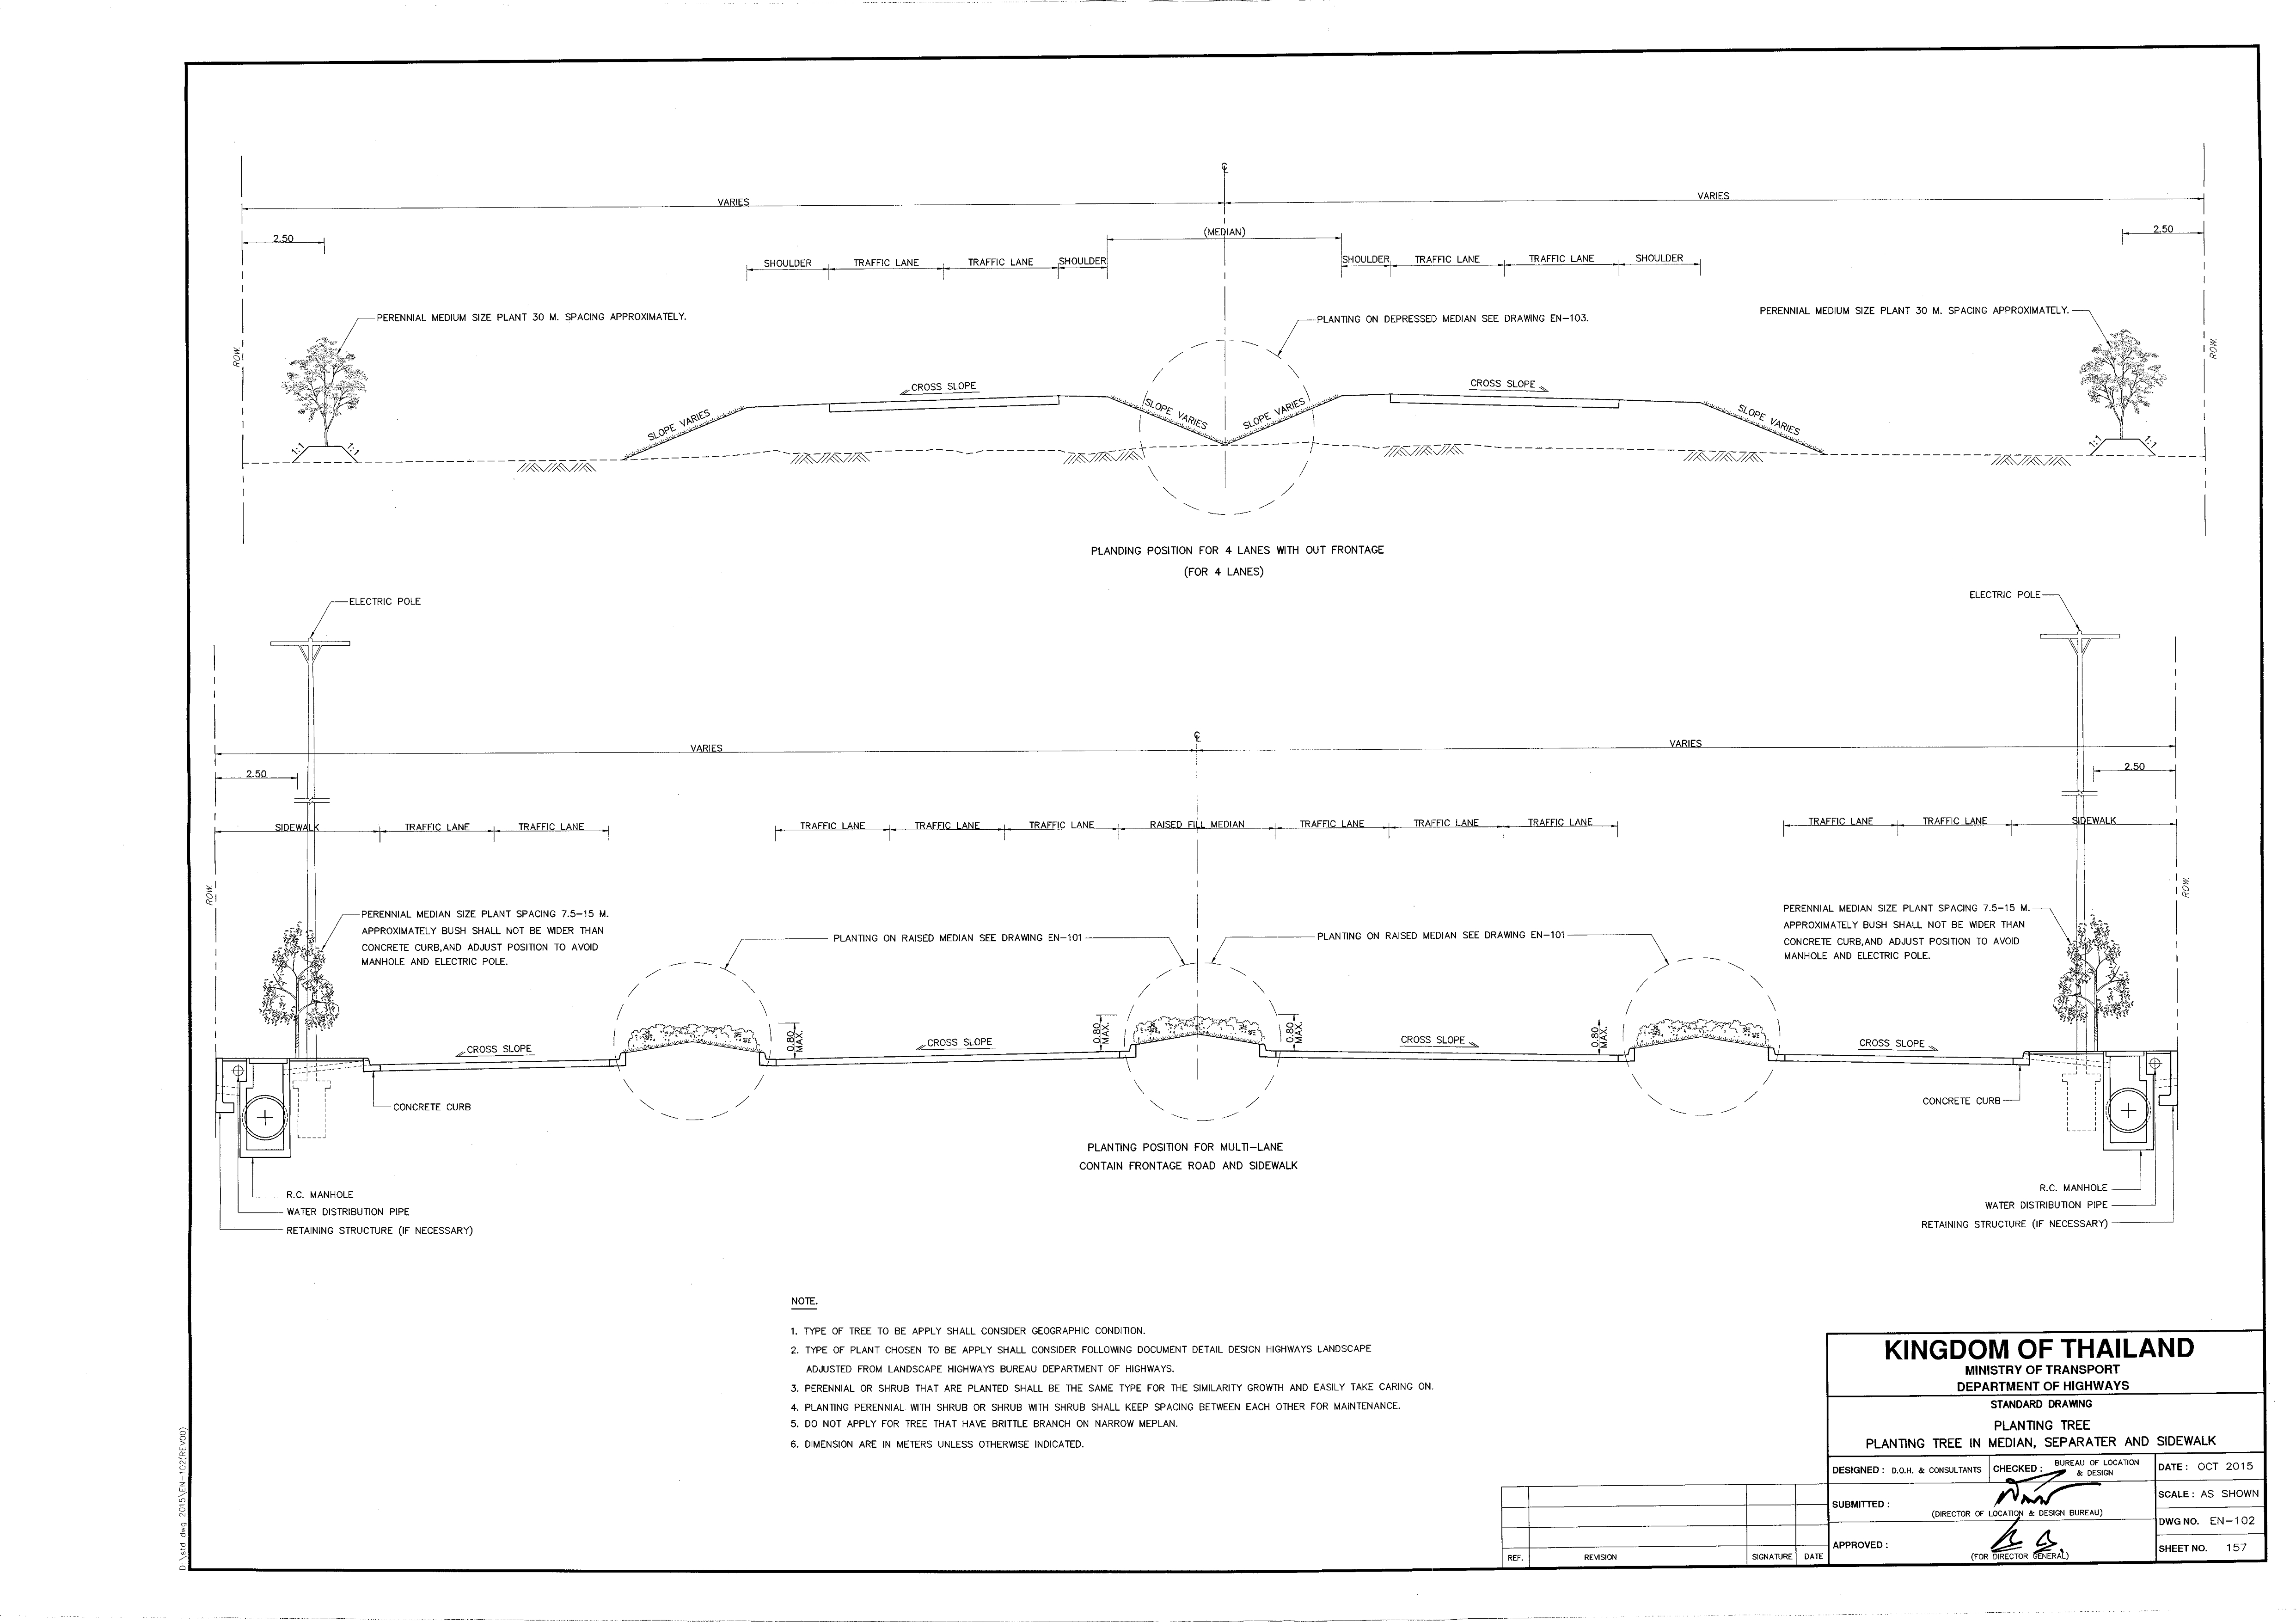 ℄
VARIES
VARIES
2.50
(MEDIAN)
2.50
SHOULDER
TRAFFIC LANE
TRAFFIC LANE
SHOULDER
SHOULDER
TRAFFIC LANE
TRAFFIC LANE
SHOULDER
PERENNIAL MEDIUM SIZE PLANT 30 M. SPACING APPROXIMATELY.
PLANTING ON DEPRESSED MEDIAN SEE DRAWING EN-103.
PERENNIAL MEDIUM SIZE PLANT 30 M. SPACING APPROXIMATELY.
ROW.
ROW.
CROSS SLOPE
CROSS SLOPE
SLOPE VARIES
SLOPE VARIES
SLOPE VARIES
SLOPE VARIES
1:1
1:1
1:1
1:1
PLANDING POSITION FOR 4 LANES WITH OUT FRONTAGE
(FOR 4 LANES)
ELECTRIC POLE
ELECTRIC POLE
℄
VARIES
VARIES
2.50
2.50
SIDEWALK
TRAFFIC LANE
TRAFFIC LANE
TRAFFIC LANE
TRAFFIC LANE
TRAFFIC LANE
RAISED FILL MEDIAN
TRAFFIC LANE
TRAFFIC LANE
TRAFFIC LANE
TRAFFIC LANE
TRAFFIC LANE
SIDEWALK
ROW.
ROW.
PERENNIAL MEDIAN SIZE PLANT SPACING 7.5-15 M.
APPROXIMATELY BUSH SHALL NOT BE WIDER THAN
CONCRETE CURB,AND ADJUST POSITION TO AVOID
MANHOLE AND ELECTRIC POLE.
PLANTING ON RAISED MEDIAN SEE DRAWING EN-101
PLANTING ON RAISED MEDIAN SEE DRAWING EN-101
PERENNIAL MEDIAN SIZE PLANT SPACING 7.5-15 M.
APPROXIMATELY BUSH SHALL NOT BE WIDER THAN
CONCRETE CURB,AND ADJUST POSITION TO AVOID
MANHOLE AND ELECTRIC POLE.
0.80
MAX.
0.80
MAX.
0.80
MAX.
0.80
MAX.
CROSS SLOPE
CROSS SLOPE
CROSS SLOPE
CROSS SLOPE
CONCRETE CURB
CONCRETE CURB
PLANTING POSITION FOR MULTI-LANE
CONTAIN FRONTAGE ROAD AND SIDEWALK
R.C. MANHOLE
WATER DISTRIBUTION PIPE
RETAINING STRUCTURE (IF NECESSARY)
R.C. MANHOLE
WATER DISTRIBUTION PIPE
RETAINING STRUCTURE (IF NECESSARY)
NOTE.
1. TYPE OF TREE TO BE APPLY SHALL CONSIDER GEOGRAPHIC CONDITION.
2. TYPE OF PLANT CHOSEN TO BE APPLY SHALL CONSIDER FOLLOWING DOCUMENT DETAIL DESIGN HIGHWAYS LANDSCAPE
ADJUSTED FROM LANDSCAPE HIGHWAYS BUREAU DEPARTMENT OF HIGHWAYS.
3. PERENNIAL OR SHRUB THAT ARE PLANTED SHALL BE THE SAME TYPE FOR THE SIMILARITY GROWTH AND EASILY TAKE CARING ON.
4. PLANTING PERENNIAL WITH SHRUB OR SHRUB WITH SHRUB SHALL KEEP SPACING BETWEEN EACH OTHER FOR MAINTENANCE.
5. DO NOT APPLY FOR TREE THAT HAVE BRITTLE BRANCH ON NARROW MEPLAN.
6. DIMENSION ARE IN METERS UNLESS OTHERWISE INDICATED.
KINGDOM OF THAILAND
MINISTRY OF TRANSPORT
DEPARTMENT OF HIGHWAYS
STANDARD DRAWING
PLANTING TREE
PLANTING TREE IN MEDIAN, SEPARATER AND SIDEWALK
DESIGNED : D.O.H. & CONSULTANTS
CHECKED : BUREAU OF LOCATION
& DESIGN
DATE : OCT 2015
SUBMITTED :
(DIRECTOR OF LOCATION & DESIGN BUREAU)
SCALE : AS SHOWN
DWG NO. EN-102
APPROVED :
(FOR DIRECTOR GENERAL)
SHEET NO. 157
REF.
REVISION
SIGNATURE
DATE
D:\std dwg 2015\EN-102(REV00)